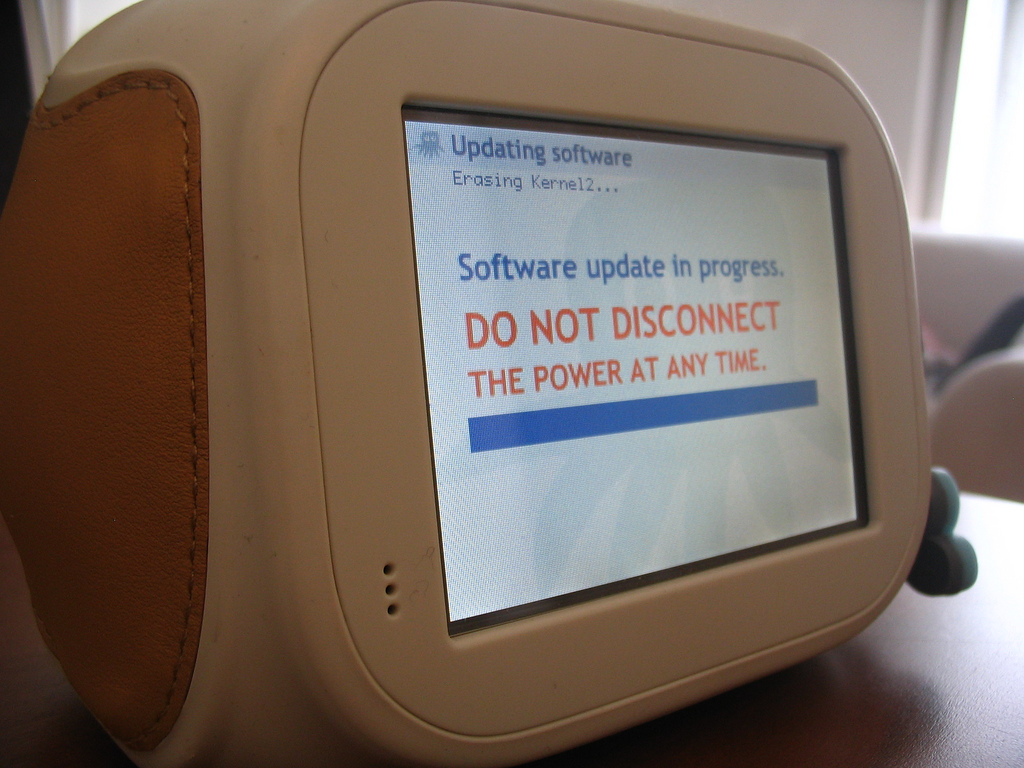 Updating software
Erasing Kernel2...
Software update in progress.
DO NOT DISCONNECT
THE POWER AT ANY TIME.